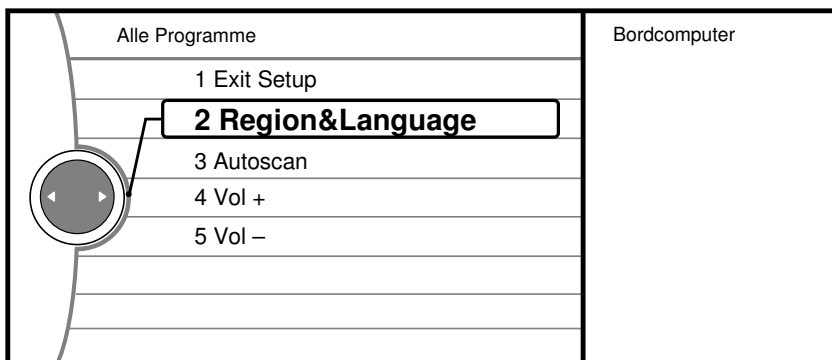 Alle Programme
1 Exit Setup
2 Region&Language
3 Autoscan
4 Vol +
5 Vol –
Bordcomputer